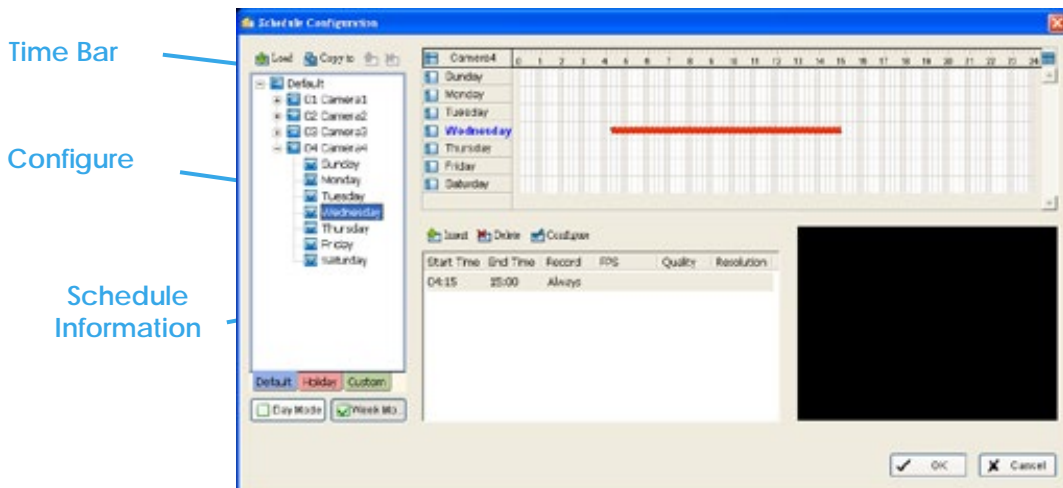 Schedule Configuration
Time Bar
Configure
Schedule
Information
Load Copy to
Default
01 Camera1
02 Camera2
03 Camera3
04 Camera4
Sunday
Monday
Tuesday
Wednesday
Thursday
Friday
Saturday
Default Holiday Custom
Day Mode Week Mo...
Camera4 0 1 2 3 4 5 6 7 8 9 10 11 12 13 14 15 16 17 18 19 20 21 22 23 24
Sunday
Monday
Tuesday
Wednesday
Thursday
Friday
Saturday
Insert Delete Configure
Start Time End Time Record FPS Quality Resolution
04:15 15:00 Always
OK Cancel